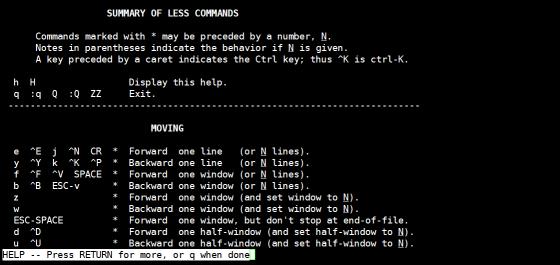 SUMMARY OF LESS COMMANDS
Commands marked with * may be preceded by a number, N.
Notes in parentheses indicate the behavior if N is given.
A key preceded by a caret indicates the Ctrl key; thus ^K is ctrl-K.
h  H                 Display this help.
q  :q  Q  :Q  ZZ     Exit.
---------------------------------------------------------------------------
MOVING
e  ^E  j  ^N  CR  *  Forward  one line   (or N lines).
y  ^Y  k  ^K  ^P  *  Backward one line   (or N lines).
f  ^F  ^V  SPACE  *  Forward  one window (or N lines).
b  ^B  ESC-v      *  Backward one window (or N lines).
z                 *  Forward  one window (and set window to N).
w                 *  Backward one window (and set window to N).
ESC-SPACE         *  Forward  one window, but don't stop at end-of-file.
d  ^D             *  Forward  one half-window (and set half-window to N).
u  ^U             *  Backward one half-window (and set half-window to N).
HELP -- Press RETURN for more, or q when done